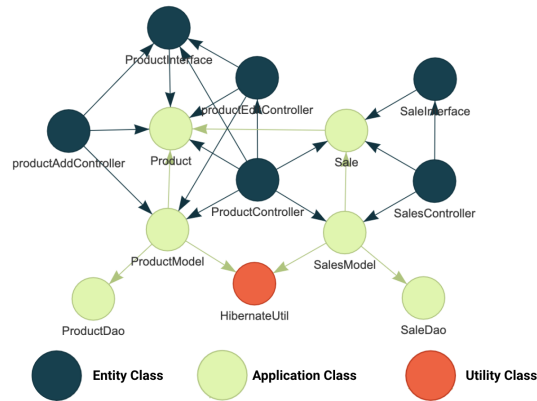 ProductInterface
productEditController
SaleInterface
productAddController
Product
Sale
ProductController
SalesController
ProductModel
SalesModel
HibernateUtil
ProductDao
SaleDao
Entity Class
Application Class
Utility Class